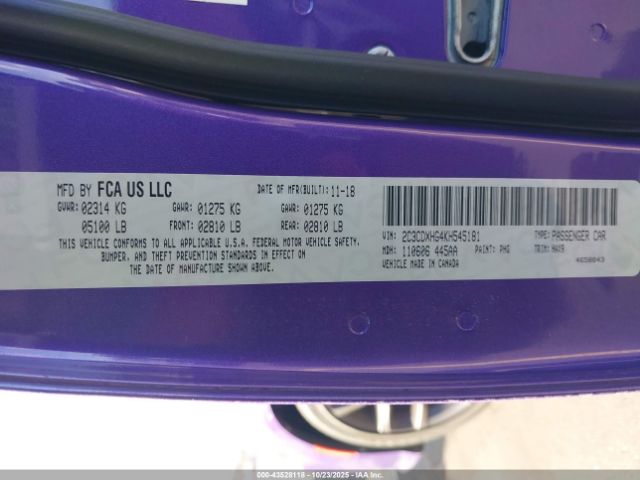 MFD BY FCA US LLC
DATE OF MFR(BUILT): 11-18
GVWR: 02314 KG
GAWR: 01275 KG
GAWR: 01275 KG
05100 LB
FRONT: 02810 LB
REAR: 02810 LB
THIS VEHICLE CONFORMS TO ALL APPLICABLE U.S.A. FEDERAL MOTOR VEHICLE SAFETY,
BUMPER, AND THEFT PREVENTION STANDARDS IN EFFECT ON
THE DATE OF MANUFACTURE SHOWN ABOVE.
VIN: 2C3CDXHG4KH545181
TYPE: PASSENGER CAR
MDH: 110606 445AA
PAINT: PHG
TRIM: HAX9
VEHICLE MADE IN CANADA
4650043
000-43528118 - 10/23/2025 - IAA Inc.